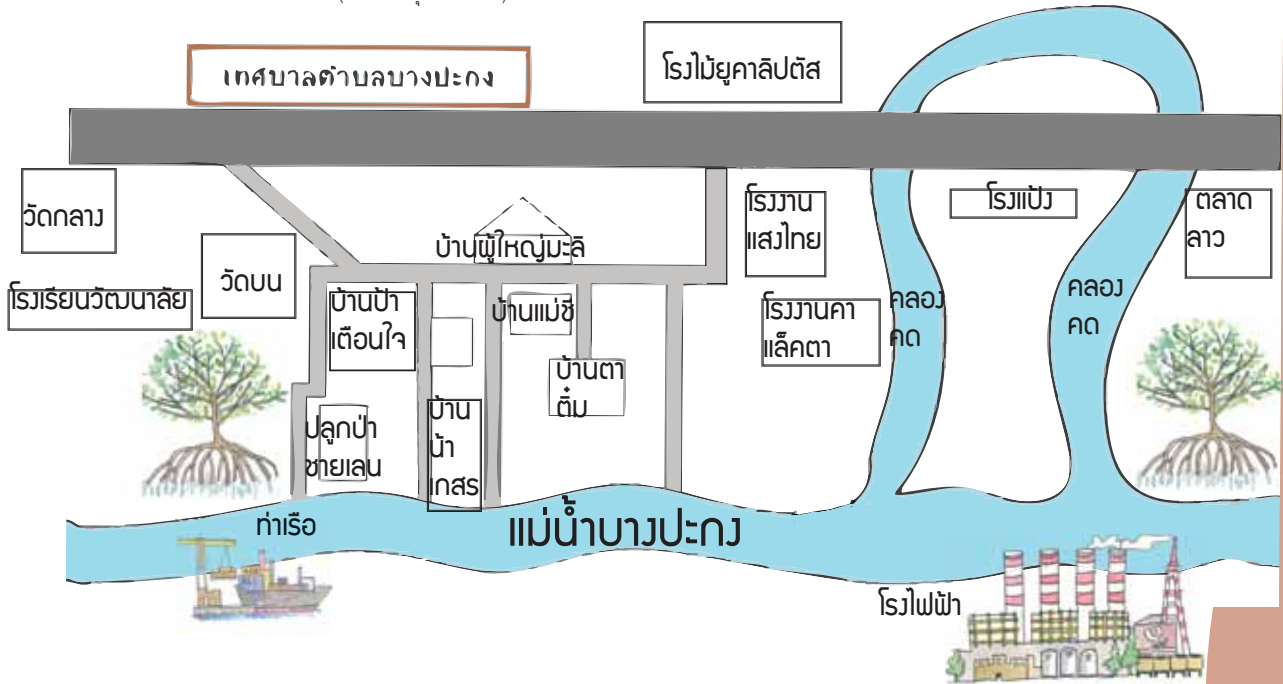 เทศบาลตำบลบางปะกง
โรงไม้ยูคาลิปตัส
วัดกลาง
วัดบน
โรงเรียนวัฒนาลัย
บ้านผู้ใหญ่มะลิ
บ้านป้า
เตือนใจ
บ้านแม่ชี
บ้านตา
ติ๋ม
บ้าน
น้า
เกสร
ปลูกป่า
ชายเลน
โรงงาน
แสงไทย
โรงงานคา
แล็คตา
คลอง
คด
โรงแป้ง
คลอง
คด
ตลาด
ลาว
ท่าเรือ
แม่น้ำบางปะกง
โรงไฟฟ้า